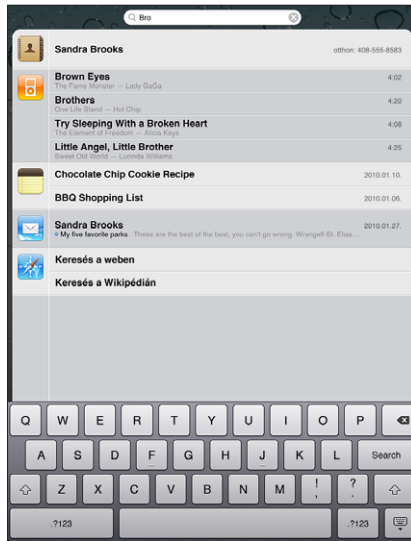 Bro
Sandra Brooks otthon: 408-555-8583
Brown Eyes 4:02
The Fame Monster — Lady GaGa
Brothers 4:20
One Life Stand — Hot Chip
Try Sleeping With a Broken Heart 4:08
The Element of Freedom — Alicia Keys
Little Angel, Little Brother 4:25
Sweet Old World — Lucinda Williams
Chocolate Chip Cookie Recipe 2010.01.10.
BBQ Shopping List 2010.01.06.
Sandra Brooks 2010.01.27.
My five favorite parks These are the best of the best, you can't go wrong. Wrangell-St. Elias...
Keresés a weben
Keresés a Wikipédián
Q W E R T Y U I O P
A S D F G H J K L Search
Z X C V B N M ! , ? .
.?123 .?123